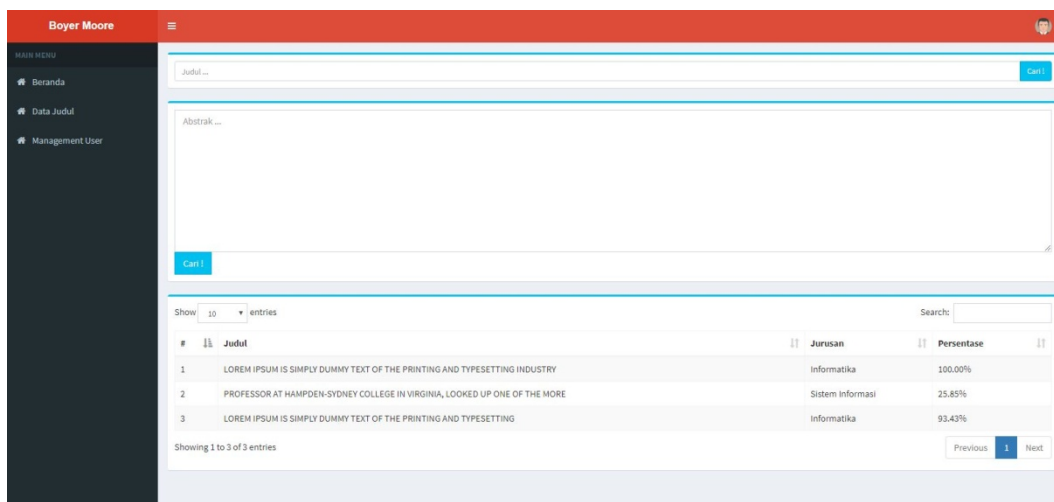 Boyer Moore
MAIN MENU
Beranda
Data Judul
Management User
Judul ...
Cari !
Abstrak ...
Cari !
Show 10 entries
Search:
# Judul Jurusan Persentase
1 LOREM IPSUM IS SIMPLY DUMMY TEXT OF THE PRINTING AND TYPESETTING INDUSTRY Informatika 100.00%
2 PROFESSOR AT HAMPDEN-SYDNEY COLLEGE IN VIRGINIA, LOOKED UP ONE OF THE MORE Sistem Informasi 25.85%
3 LOREM IPSUM IS SIMPLY DUMMY TEXT OF THE PRINTING AND TYPESETTING Informatika 93.43%
Showing 1 to 3 of 3 entries
Previous 1 Next